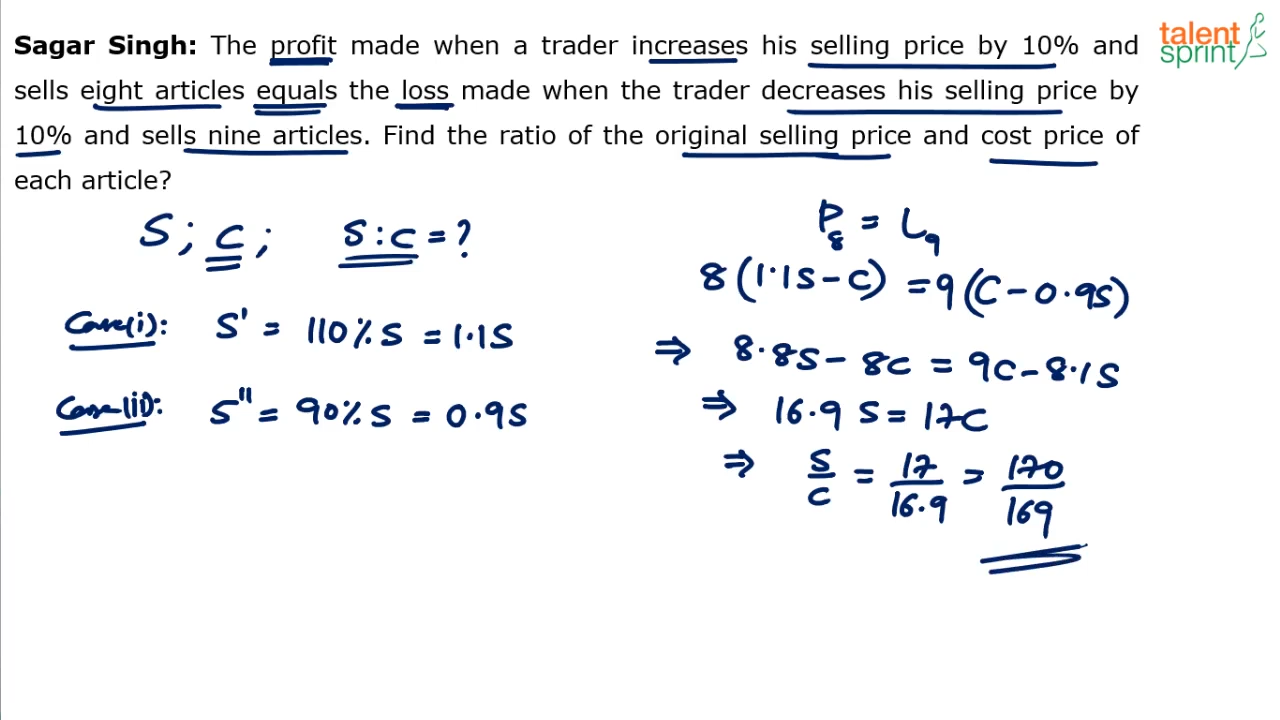 Sagar Singh: The profit made when a trader increases his selling price by 10% and
sells eight articles equals the loss made when the trader decreases his selling price by
10% and sells nine articles. Find the ratio of the original selling price and cost price of
each article?
talent
sprint
S ; C ; S : C = ?
Case(i): S' = 110% S = 1.1S
Case-(ii): S'' = 90% S = 0.9S
P₈ = L₉
8(1.1S - C) = 9(C - 0.9S)
⇒ 8.8S - 8C = 9C - 8.1S
⇒ 16.9 S = 17C
⇒ S/C = 17/16.9 = 170/169